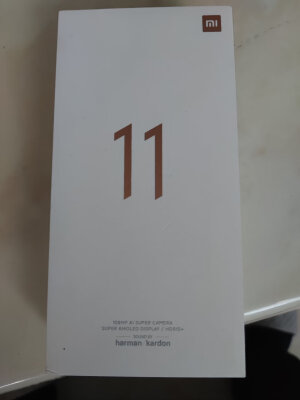 MI
11
108MP AI SUPER CAMERA
SUPER AMOLED DISPLAY / HDR10+
SOUND BY
harman / kardon